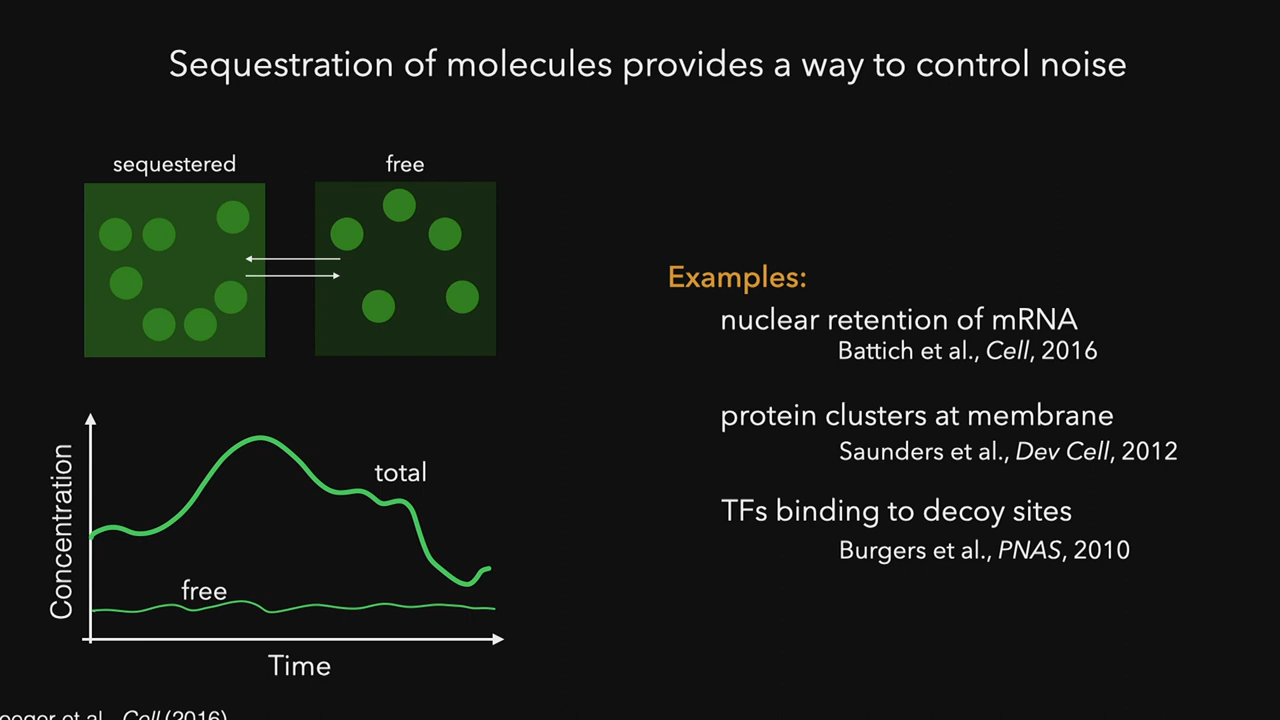 Sequestration of molecules provides a way to control noise
sequestered
free
Examples:
nuclear retention of mRNA
Battich et al., Cell, 2016
protein clusters at membrane
Saunders et al., Dev Cell, 2012
TFs binding to decoy sites
Burgers et al., PNAS, 2010
Concentration
total
free
Time
et al., Cell (2016)